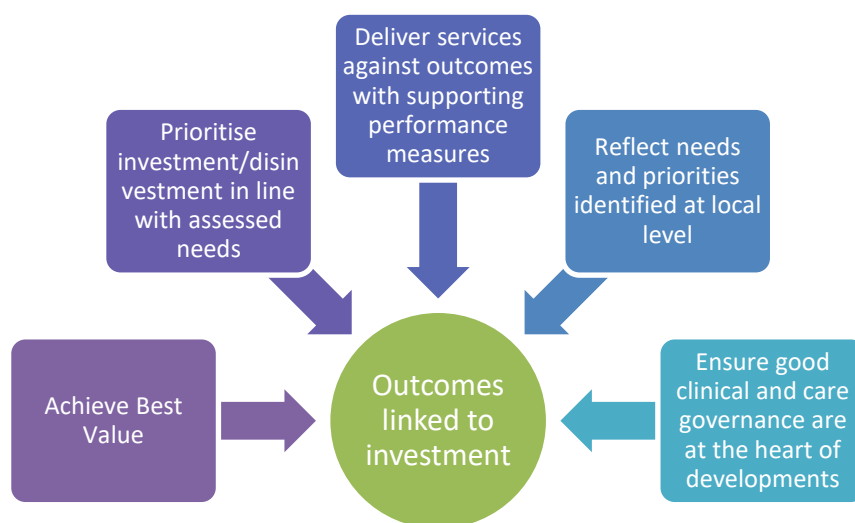 Deliver services
against outcomes
with supporting
performance
measures
Prioritise
investment/disin
vestment in line
with assessed
needs
Reflect needs
and priorities
identified at local
level
Achieve Best
Value
Outcomes
linked to
investment
Ensure good
clinical and care
governance are
at the heart of
developments